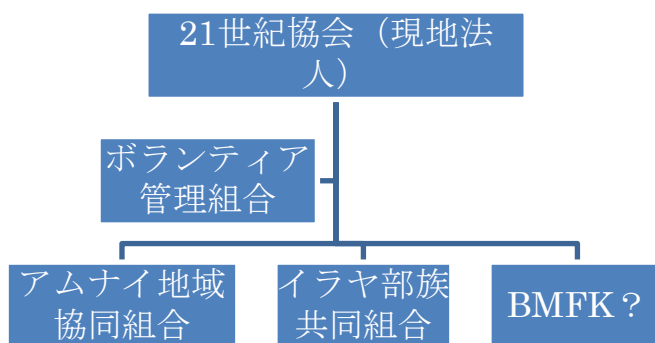 21世紀協会（現地法
人）
ボランティア
管理組合
アムナイ地域
協同組合
イラヤ部族
共同組合
BMFK？